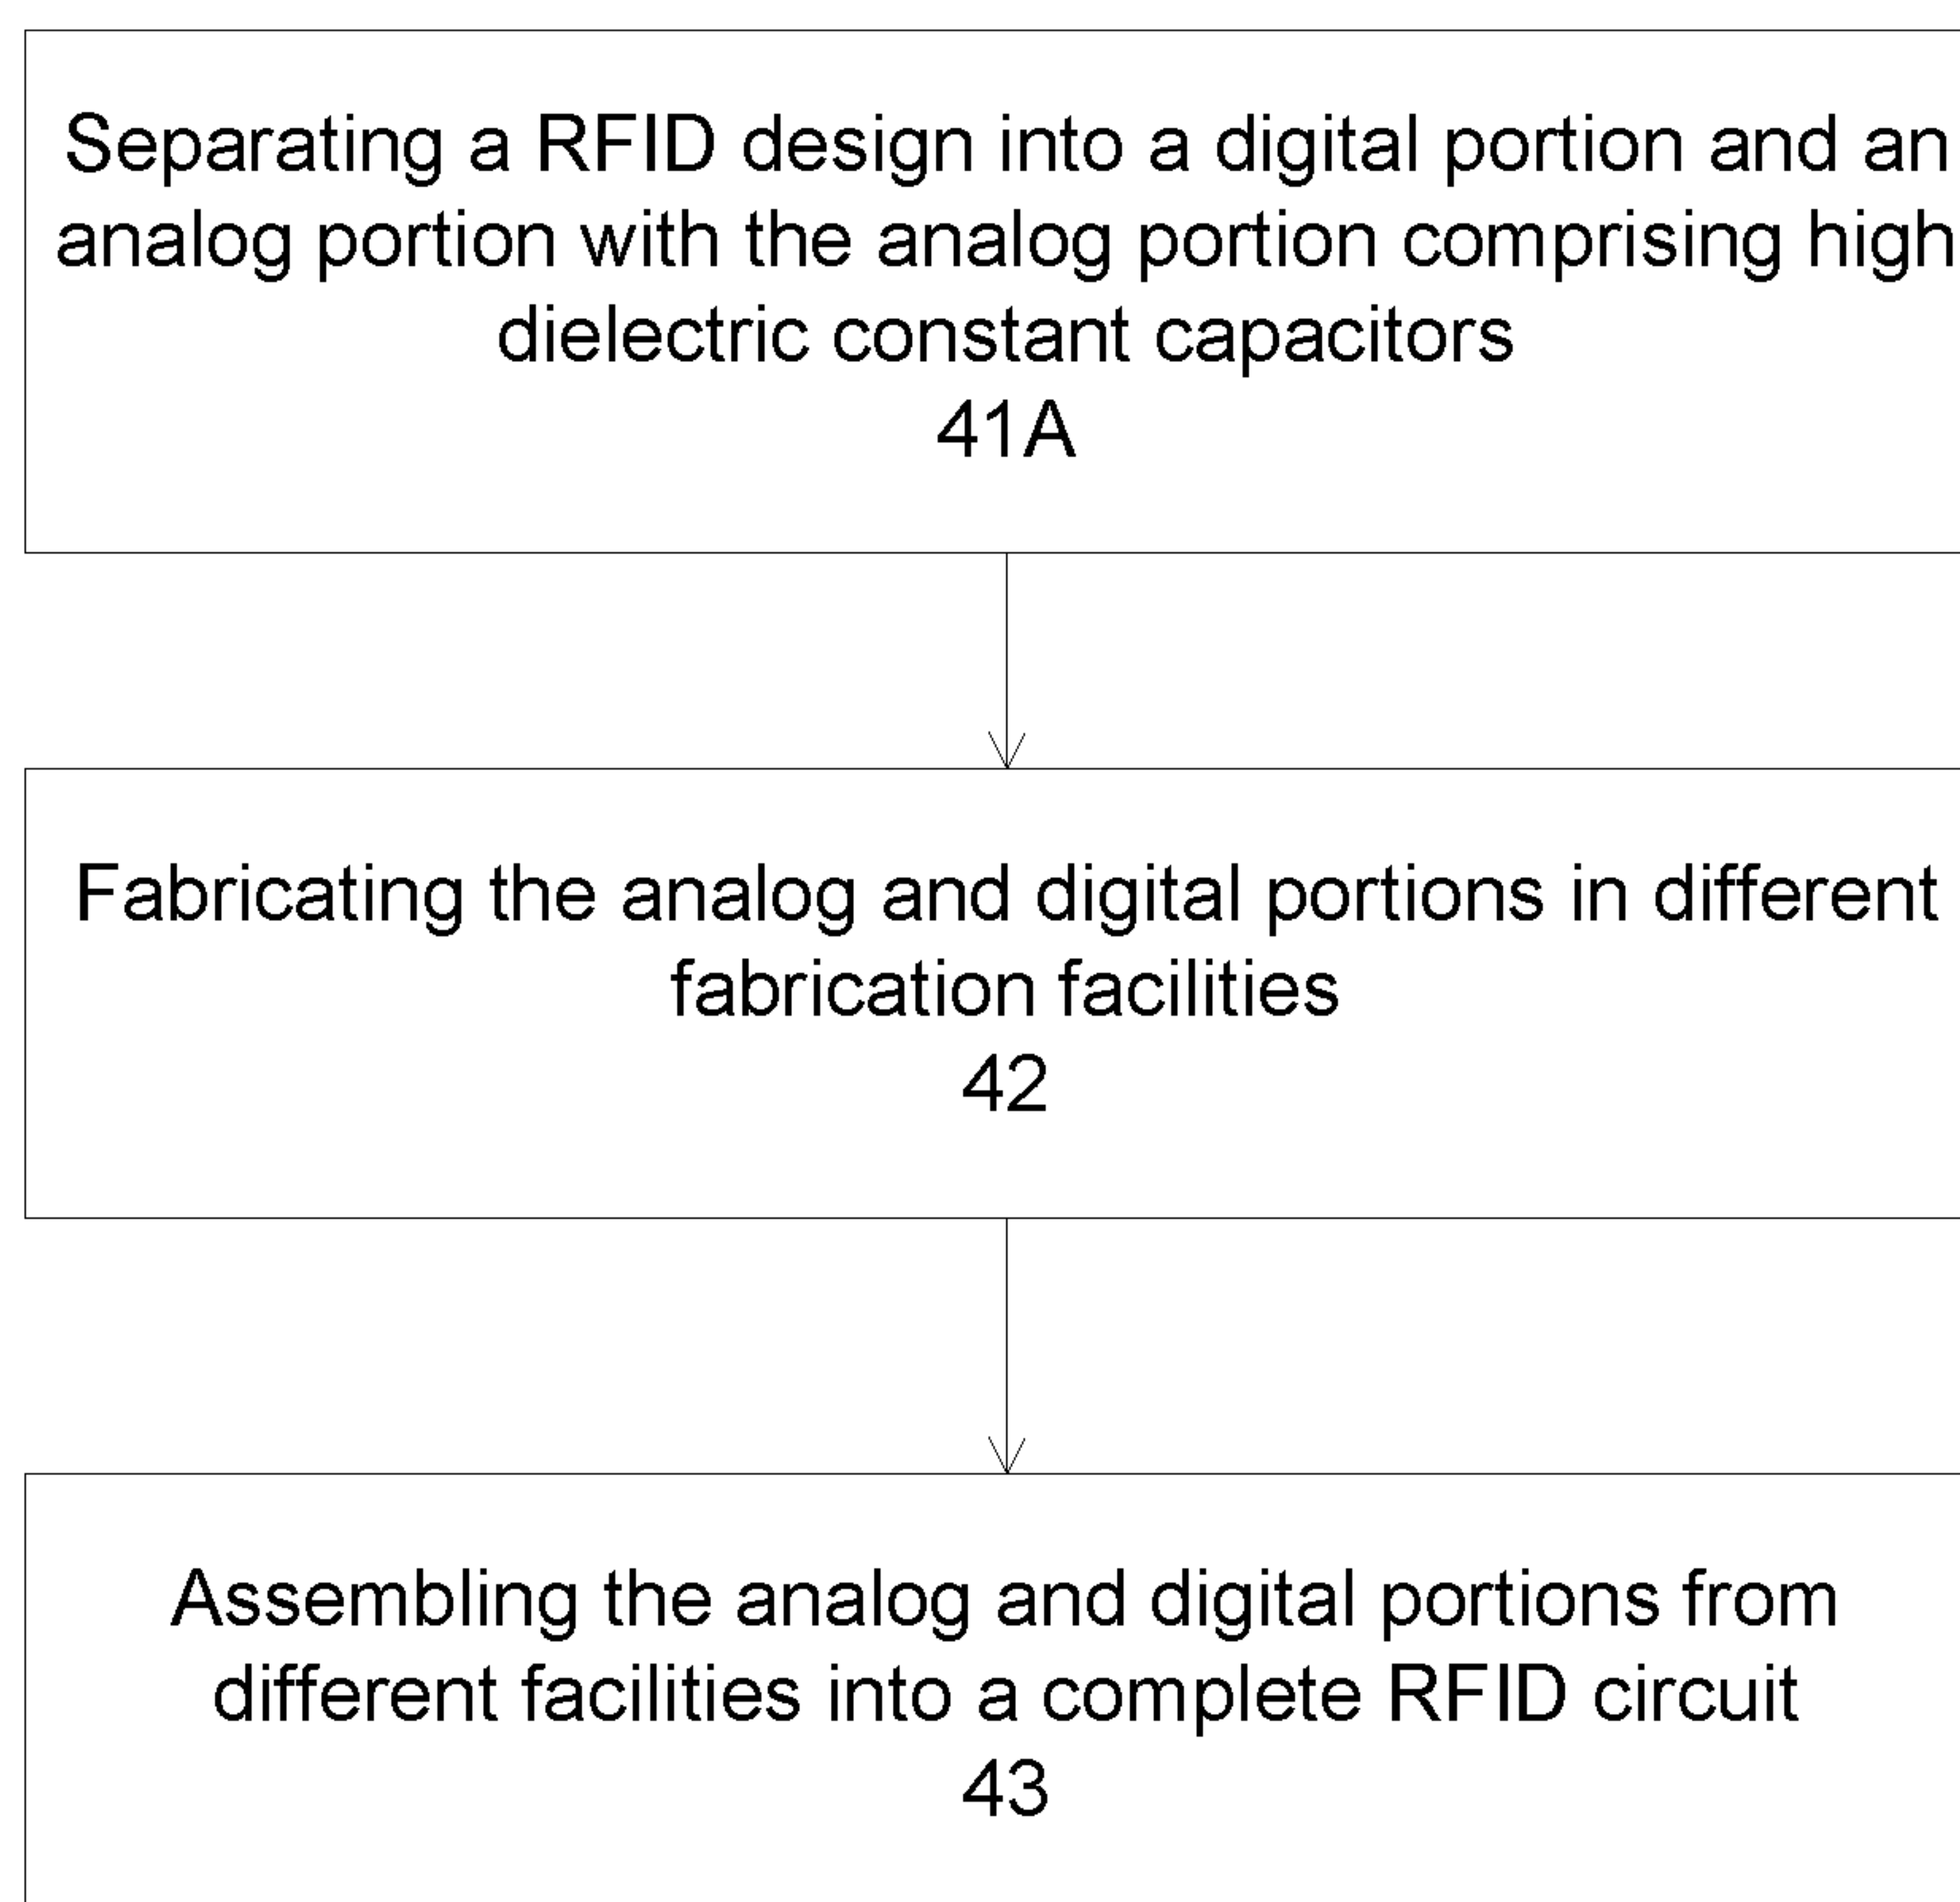 Separating a RFID design into a digital portion and an
analog portion with the analog portion comprising high
dielectric constant capacitors
41A
Fabricating the analog and digital portions in different
fabrication facilities
42
Assembling the analog and digital portions from
different facilities into a complete RFID circuit
43